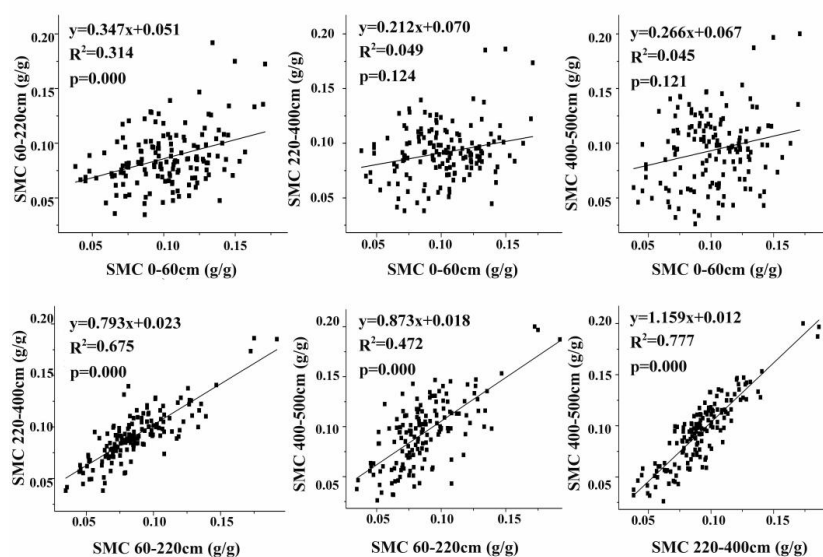 y=0.347x+0.051
R²=0.314
p=0.000
0.20
0.15
0.10
0.05
SMC 60-220cm (g/g)
0.05 0.10 0.15
SMC 0-60cm (g/g)
y=0.212x+0.070
R²=0.049
p=0.124
0.20
0.15
0.10
0.05
SMC 220-400cm (g/g)
0.05 0.10 0.15
SMC 0-60cm (g/g)
y=0.266x+0.067
R²=0.045
p=0.121
0.20
0.15
0.10
0.05
SMC 400-500cm (g/g)
0.05 0.10 0.15
SMC 0-60cm (g/g)
y=0.793x+0.023
R²=0.675
p=0.000
0.20
0.15
0.10
0.05
SMC 220-400cm (g/g)
0.05 0.10 0.15
SMC 60-220cm (g/g)
y=0.873x+0.018
R²=0.472
p=0.000
0.20
0.15
0.10
0.05
SMC 400-500cm (g/g)
0.05 0.10 0.15
SMC 60-220cm (g/g)
y=1.159x+0.012
R²=0.777
p=0.000
0.20
0.15
0.10
0.05
SMC 400-500cm (g/g)
0.05 0.10 0.15
SMC 220-400cm (g/g)